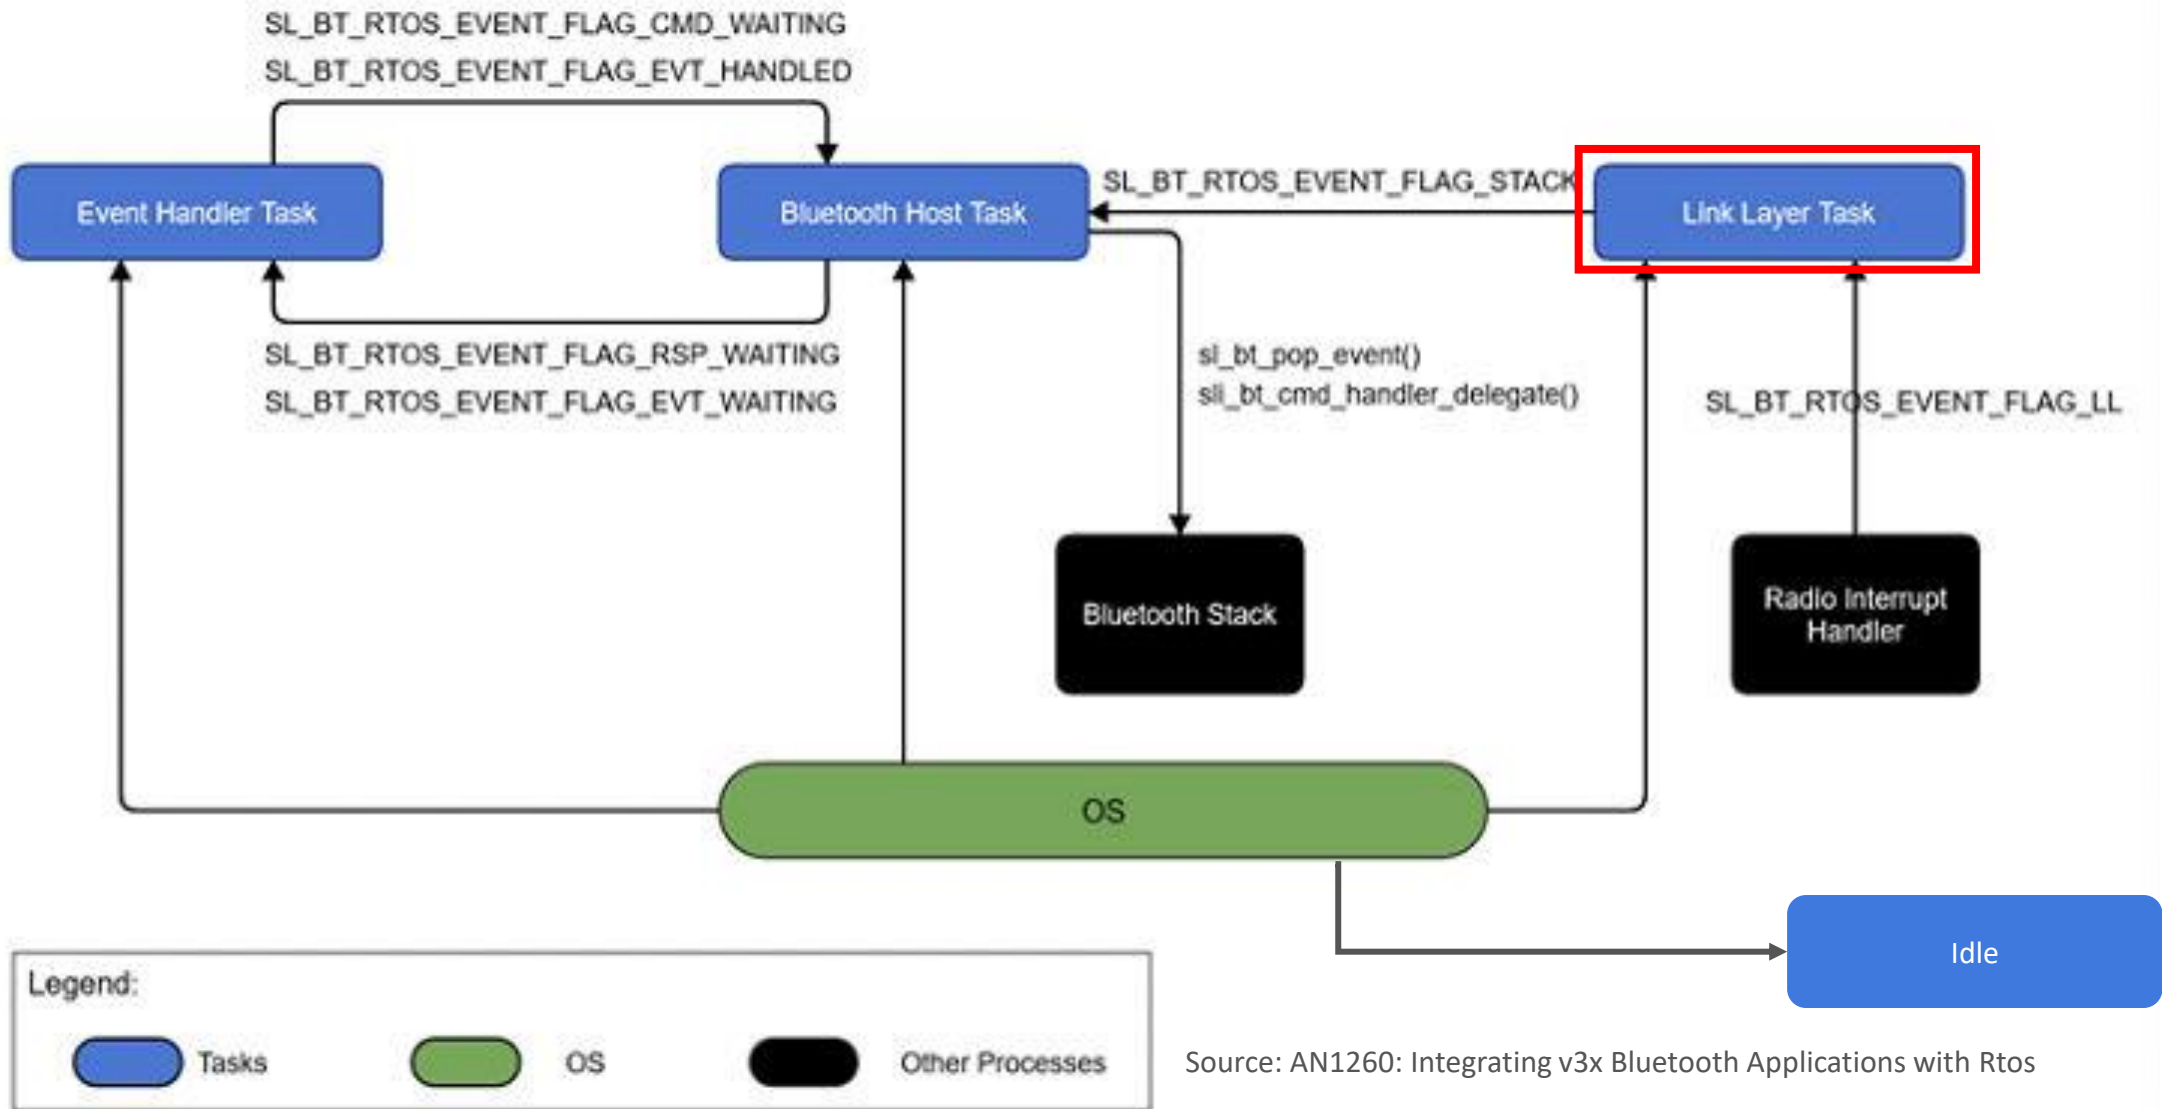 SL_BT_RTOS_EVENT_FLAG_CMD_WAITING
SL_BT_RTOS_EVENT_FLAG_EVT_HANDLED
Event Handler Task
Bluetooth Host Task
SL_BT_RTOS_EVENT_FLAG_STACK
Link Layer Task
SL_BT_RTOS_EVENT_FLAG_RSP_WAITING
SL_BT_RTOS_EVENT_FLAG_EVT_WAITING
sl_bt_pop_event()
sli_bt_cmd_handler_delegate()
SL_BT_RTOS_EVENT_FLAG_LL
Bluetooth Stack
Radio Interrupt
Handler
OS
Idle
Legend:
Tasks
OS
Other Processes
Source: AN1260: Integrating v3x Bluetooth Applications with Rtos